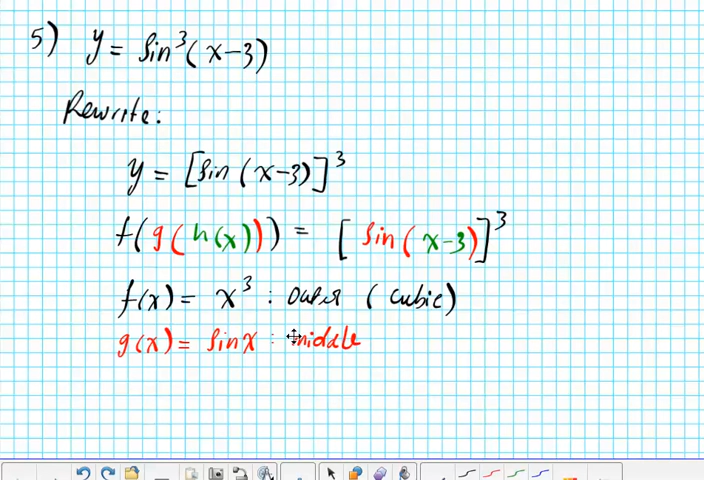 5) y = sin³(x-3)
Rewrite:
y = [sin (x-3)]³
f(g(h(x))) = [sin(x-3)]³
f(x) = x³ : outer (cubic)
g(x) = sinx : middle